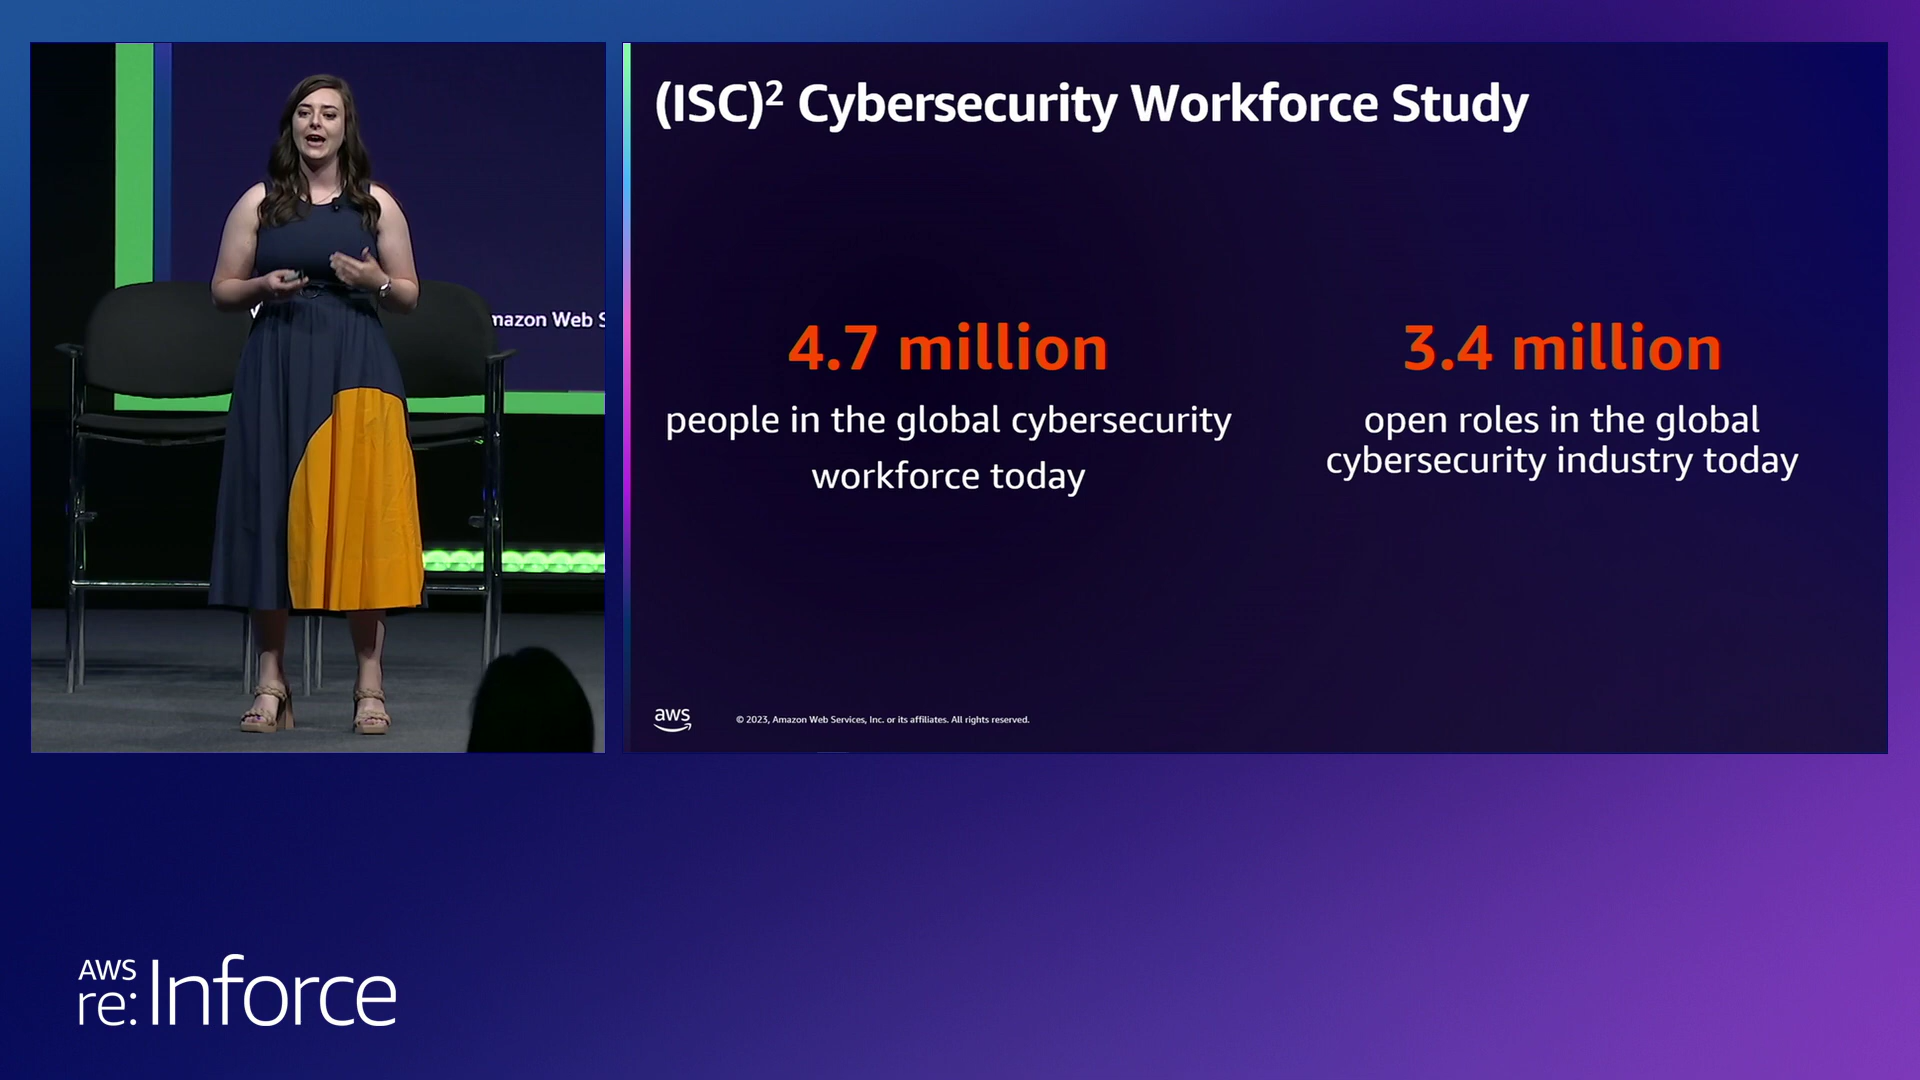 mazon Web S
(ISC)² Cybersecurity Workforce Study
4.7 million
people in the global cybersecurity
workforce today
3.4 million
open roles in the global
cybersecurity industry today
aws
© 2023, Amazon Web Services, Inc. or its affiliates. All rights reserved.
AWS
re:Inforce